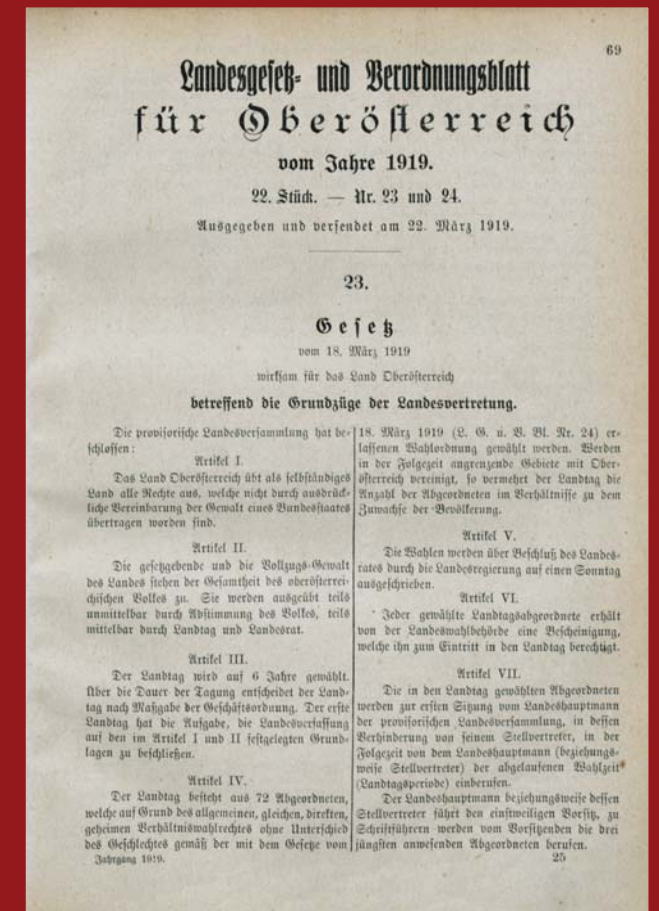 69
Landesgesetz- und Verordnungsblatt
für Oberösterreich
vom Jahre 1919.
22. Stück. — Nr. 23 und 24.
Ausgegeben und versendet am 22. März 1919.
23.
Gesetz
vom 18. März 1919
wirksam für das Land Oberösterreich
betreffend die Grundzüge der Landesvertretung.
Die provisorische Landesversammlung hat be-
schlossen:
Artikel I.
Das Land Oberösterreich übt als selbständiges
Land alle Rechte aus, welche nicht durch ausdrück-
liche Vereinbarung der Gewalt eines Bundesstaates
übertragen worden sind.
Artikel II.
Die gesetzgebende und die Vollzugs-Gewalt
des Landes stehen der Gesamtheit des oberösterrei-
chischen Volkes zu. Sie werden ausgeübt teils
unmittelbar durch Abstimmung des Volkes, teils
mittelbar durch Landtag und Landesrat.
Artikel III.
Der Landtag wird auf 6 Jahre gewählt.
Über die Dauer der Tagung entscheidet der Land-
tag nach Maßgabe der Geschäftsordnung. Der erste
Landtag hat die Aufgabe, die Landesverfassung
auf den im Artikel I und II festgelegten Grund-
lagen zu beschließen.
Artikel IV.
Der Landtag besteht aus 72 Abgeordneten,
welche auf Grund des allgemeinen, gleichen, direkten,
geheimen Verhältniswahlrechtes ohne Unterschied
des Geschlechtes gemäß der mit dem Gesetze vom
Jahrgang 1919.
18. März 1919 (L. G. u. V. Bl. Nr. 24) er-
lassenen Wahlordnung gewählt werden. Werden
in der Folgezeit angrenzende Gebiete mit Ober-
österreich vereinigt, so vermehrt der Landtag die
Anzahl der Abgeordneten im Verhältnisse zu dem
Zuwachse der Bevölkerung.
Artikel V.
Die Wahlen werden über Beschluß des Landes-
rates durch die Landesregierung auf einen Sonntag
ausgeschrieben.
Artikel VI.
Jeder gewählte Landtagsabgeordnete erhält
von der Landeswahlbehörde eine Bescheinigung,
welche ihn zum Eintritt in den Landtag berechtigt.
Artikel VII.
Die in den Landtag gewählten Abgeordneten
werden zur ersten Sitzung vom Landeshauptmann
der provisorischen Landesversammlung, in dessen
Verhinderung von seinem Stellvertreter, in der
Folgezeit von dem Landeshauptmann (beziehungs-
weise Stellvertreter) der abgelaufenen Wahlzeit
(Landtagsperiode) einberufen.
Der Landeshauptmann beziehungsweise dessen
Stellvertreter führt den einstweiligen Vorsitz, zu
Schriftführern werden vom Vorsitzenden die drei
jüngsten anwesenden Abgeordneten berufen.
25